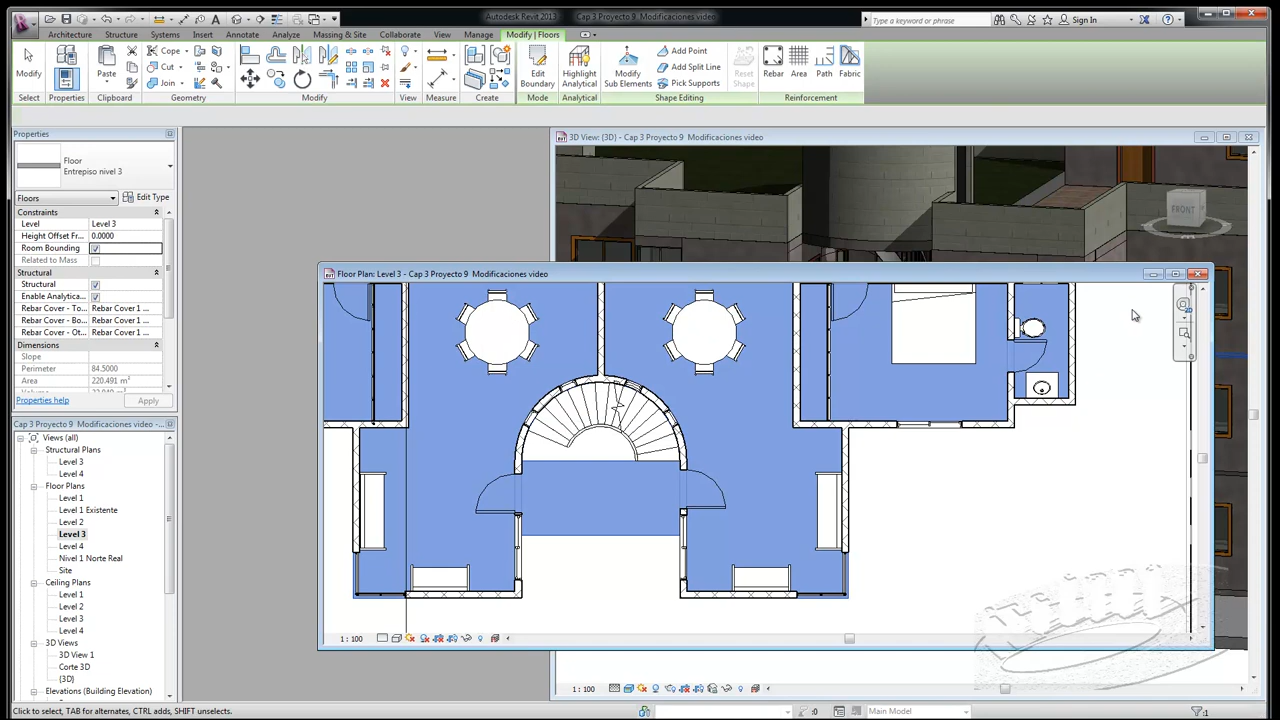 Autodesk Revit 2013 Cap 3 Proyecto 9 Modificaciones video
Type a keyword or phrase
Sign In
Architecture Structure Systems Insert Annotate Analyze Massing & Site Collaborate View Manage Modify | Floors
Modify
Paste
Cope
Cut
Join
Edit Boundary
Highlight Analytical
Modify Sub Elements
Add Point
Add Split Line
Pick Supports
Reset Shape
Rebar Area Path Fabric
Select Properties Clipboard Geometry Modify View Measure Create Mode Analytical Shape Editing Reinforcement
Properties
Floor
Entrepiso nivel 3
Floors
Edit Type
Constraints
Level Level 3
Height Offset Fr... 0.0000
Room Bounding
Related to Mass
Structural
Structural
Enable Analytica...
Rebar Cover - To... Rebar Cover 1 ...
Rebar Cover - Bo... Rebar Cover 1 ...
Rebar Cover - Ot... Rebar Cover 1 ...
Dimensions
Slope
Perimeter 84.5000
Area 220.491 m²
Properties help
Apply
Cap 3 Proyecto 9 Modificaciones video -...
Views (all)
Structural Plans
Level 3
Level 4
Floor Plans
Level 1
Level 1 Existente
Level 2
Level 3
Level 4
Nivel 1 Norte Real
Site
Ceiling Plans
Level 1
Level 2
Level 3
Level 4
3D Views
3D View 1
Corte 3D
{3D}
Elevations (Building Elevation)
3D View: {3D} - Cap 3 Proyecto 9 Modificaciones video
FRONT
Floor Plan: Level 3 - Cap 3 Proyecto 9 Modificaciones video
2D
1 : 100
1 : 100
Click to select, TAB for alternates, CTRL adds, SHIFT unselects.
:0
Main Model
:1